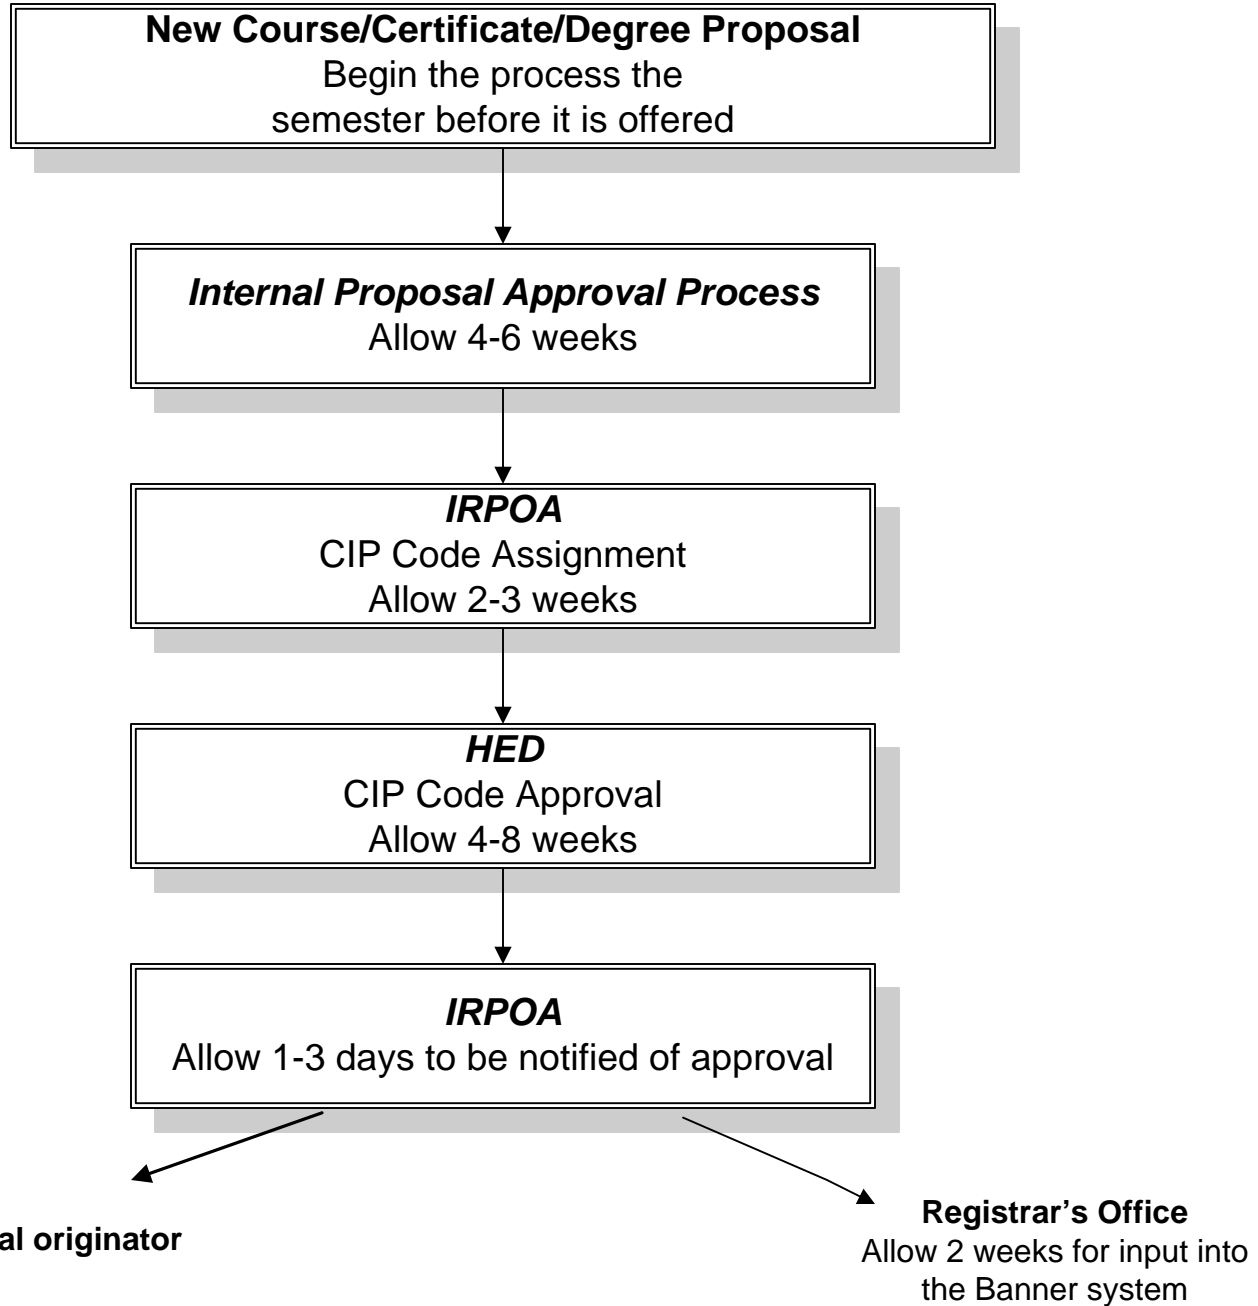 New Course/Certificate/Degree Proposal
Begin the process the
semester before it is offered
Internal Proposal Approval Process
Allow 4-6 weeks
IRPOA
CIP Code Assignment
Allow 2-3 weeks
HED
CIP Code Approval
Allow 4-8 weeks
IRPOA
Allow 1-3 days to be notified of approval
originator
Registrar's Office
Allow 2 weeks for input into
the Banner system